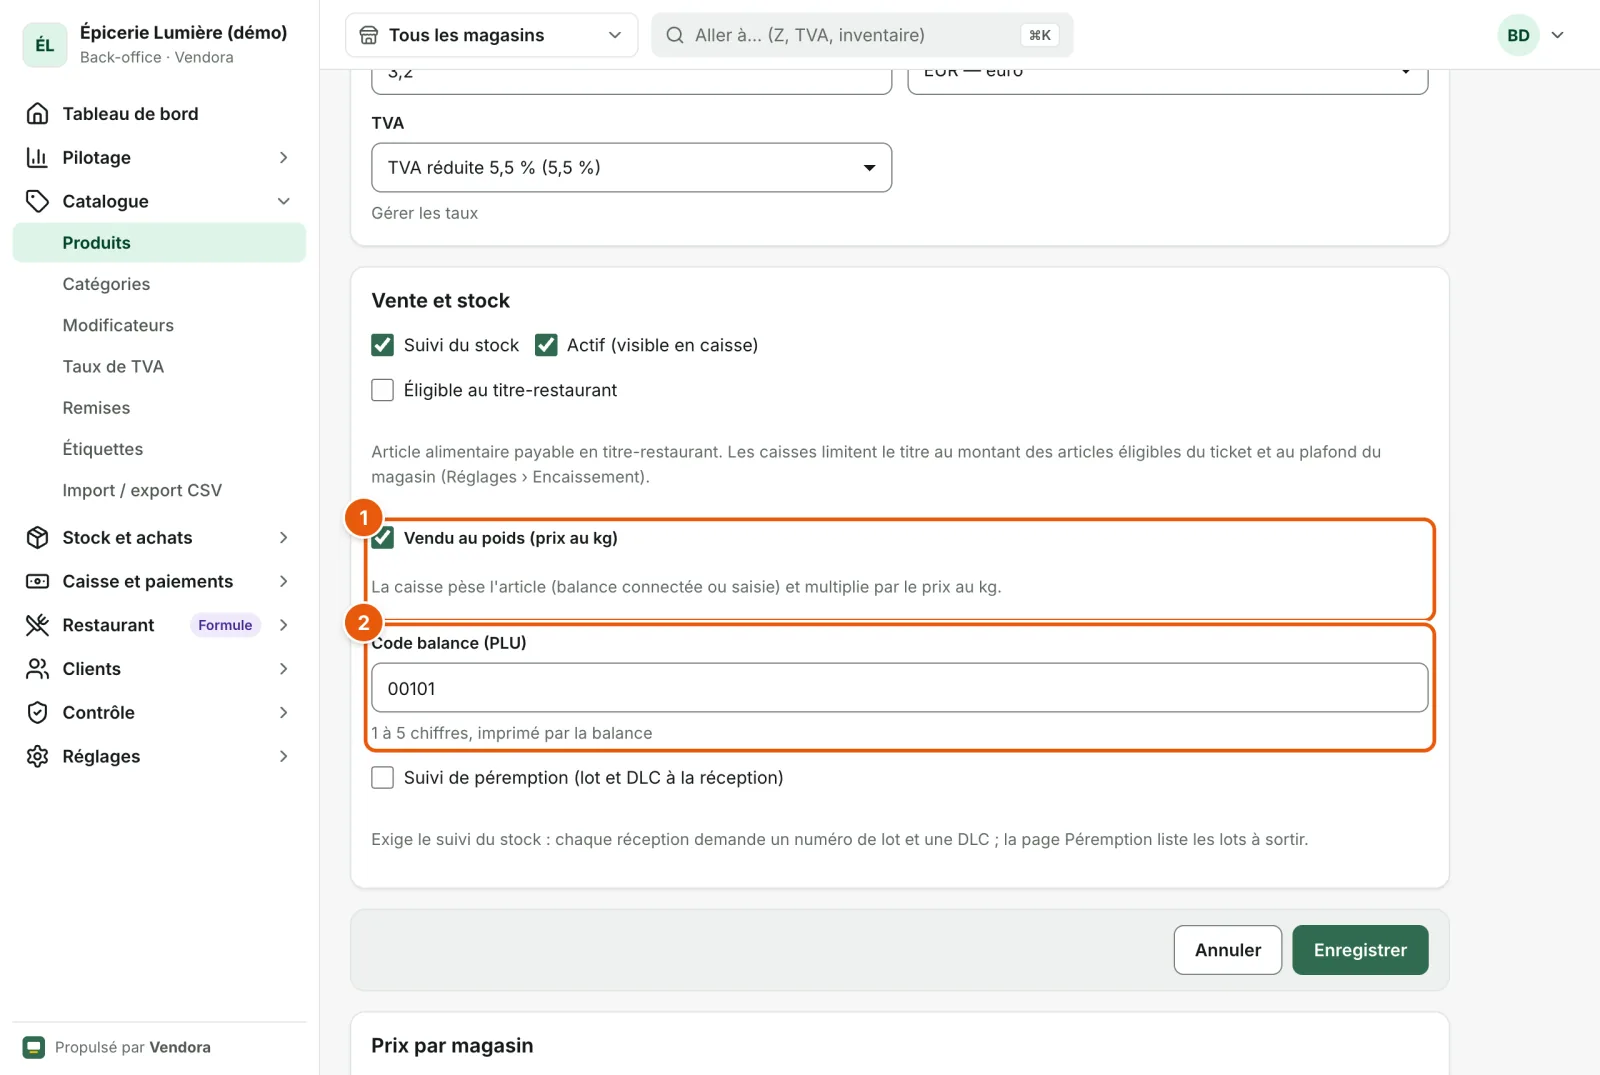 ÉL
Épicerie Lumière (démo)
Back-office · Vendora
Tous les magasins
Aller à... (Z, TVA, inventaire)
⌘K
BD
Tableau de bord
Pilotage
Catalogue
Produits
Catégories
Modificateurs
Taux de TVA
Remises
Étiquettes
Import / export CSV
Stock et achats
Caisse et paiements
Restaurant
Formule
Clients
Contrôle
Réglages
Propulsé par Vendora
3,2
EUR — euro
TVA
TVA réduite 5,5 % (5,5 %)
Gérer les taux
Vente et stock
Suivi du stock
Actif (visible en caisse)
Éligible au titre-restaurant
Article alimentaire payable en titre-restaurant. Les caisses limitent le titre au montant des articles éligibles du ticket et au plafond du
magasin (Réglages › Encaissement).
1
Vendu au poids (prix au kg)
La caisse pèse l'article (balance connectée ou saisie) et multiplie par le prix au kg.
2
Code balance (PLU)
00101
1 à 5 chiffres, imprimé par la balance
Suivi de péremption (lot et DLC à la réception)
Exige le suivi du stock : chaque réception demande un numéro de lot et une DLC ; la page Péremption liste les lots à sortir.
Annuler
Enregistrer
Prix par magasin